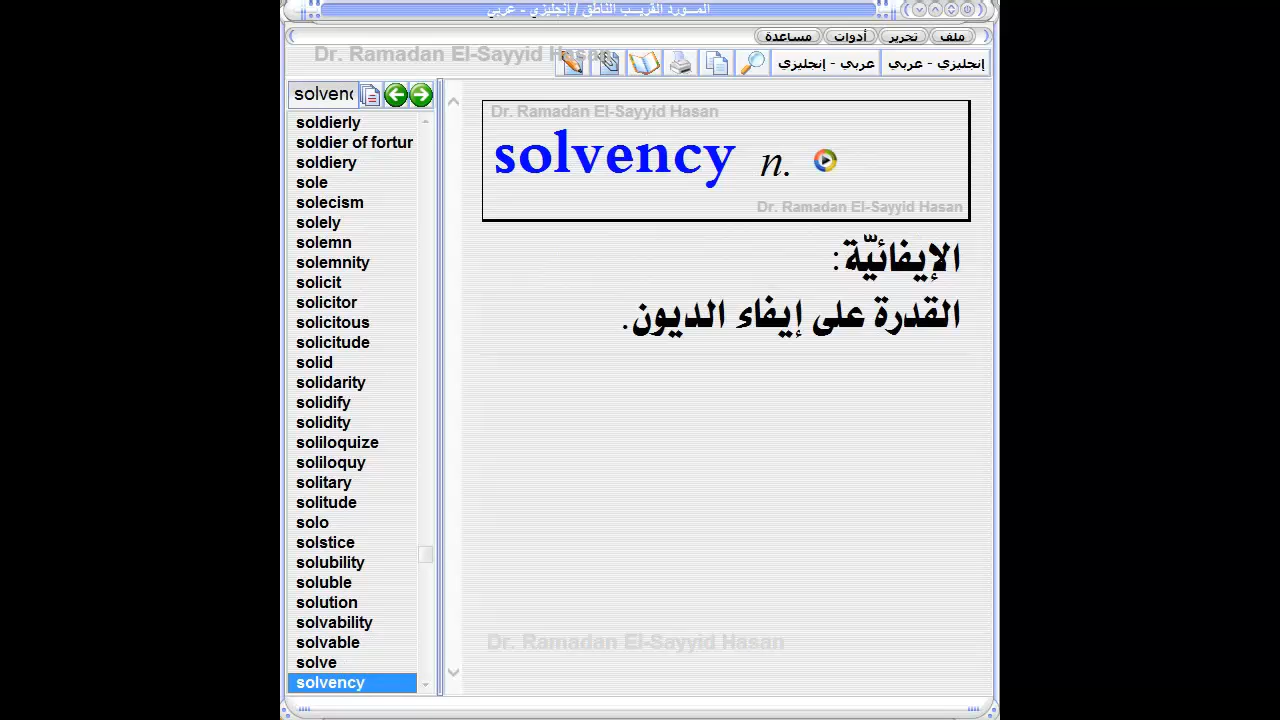 المــورد القريــب الناطق / إنجليزي - عربي
ملف
تحرير
أدوات
مساعدة
Dr. Ramadan El-Sayyid Hasan
إنجليزي - عربي
عربي - إنجليزي
solvenc
soldierly
soldier of fortur
soldiery
sole
solecism
solely
solemn
solemnity
solicit
solicitor
solicitous
solicitude
solid
solidarity
solidify
solidity
soliloquize
soliloquy
solitary
solitude
solo
solstice
solubility
soluble
solution
solvability
solvable
solve
solvency
Dr. Ramadan El-Sayyid Hasan
solvency n.
Dr. Ramadan El-Sayyid Hasan
الإيفائيّة:
القدرة على إيفاء الديون.
Dr. Ramadan El-Sayyid Hasan